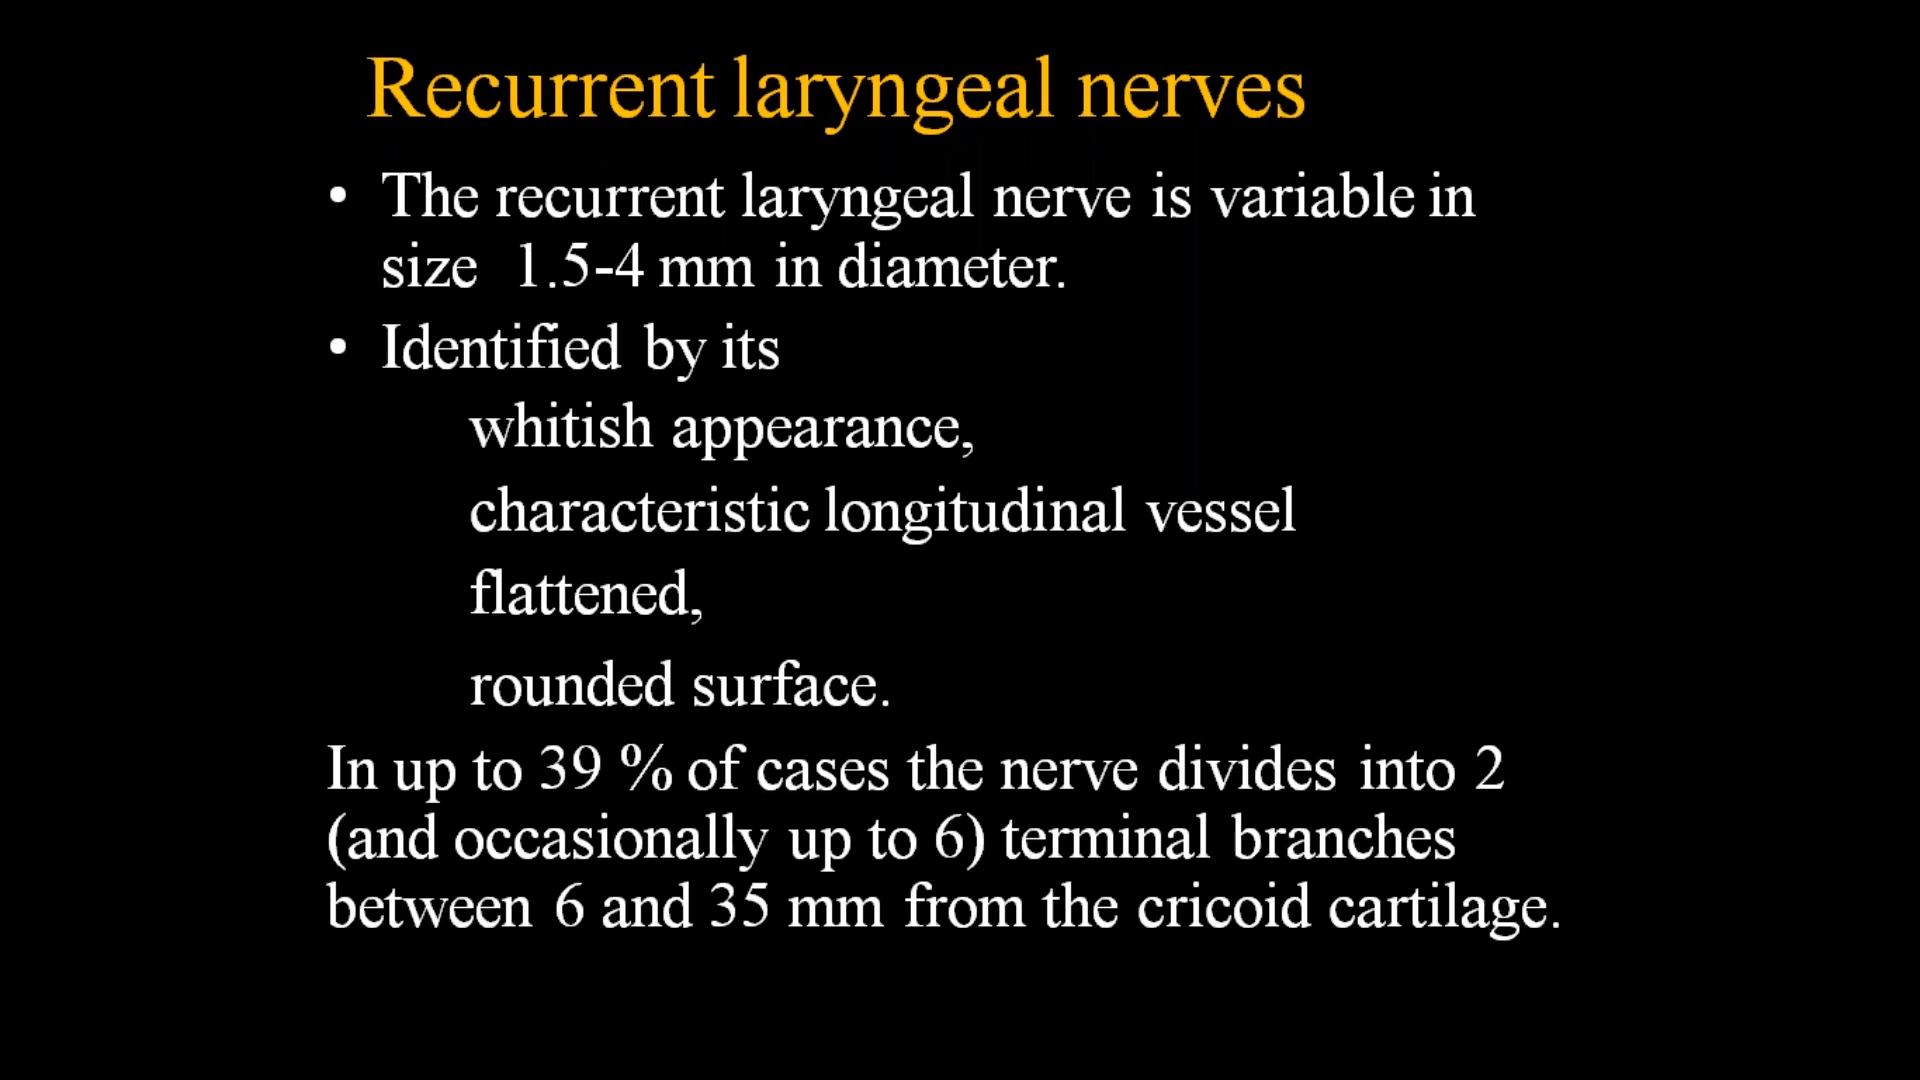 Recurrent laryngeal nerves
• The recurrent laryngeal nerve is variable in
size 1.5-4 mm in diameter.
• Identified by its
whitish appearance,
characteristic longitudinal vessel
flattened,
rounded surface.
In up to 39 % of cases the nerve divides into 2
(and occasionally up to 6) terminal branches
between 6 and 35 mm from the cricoid cartilage.